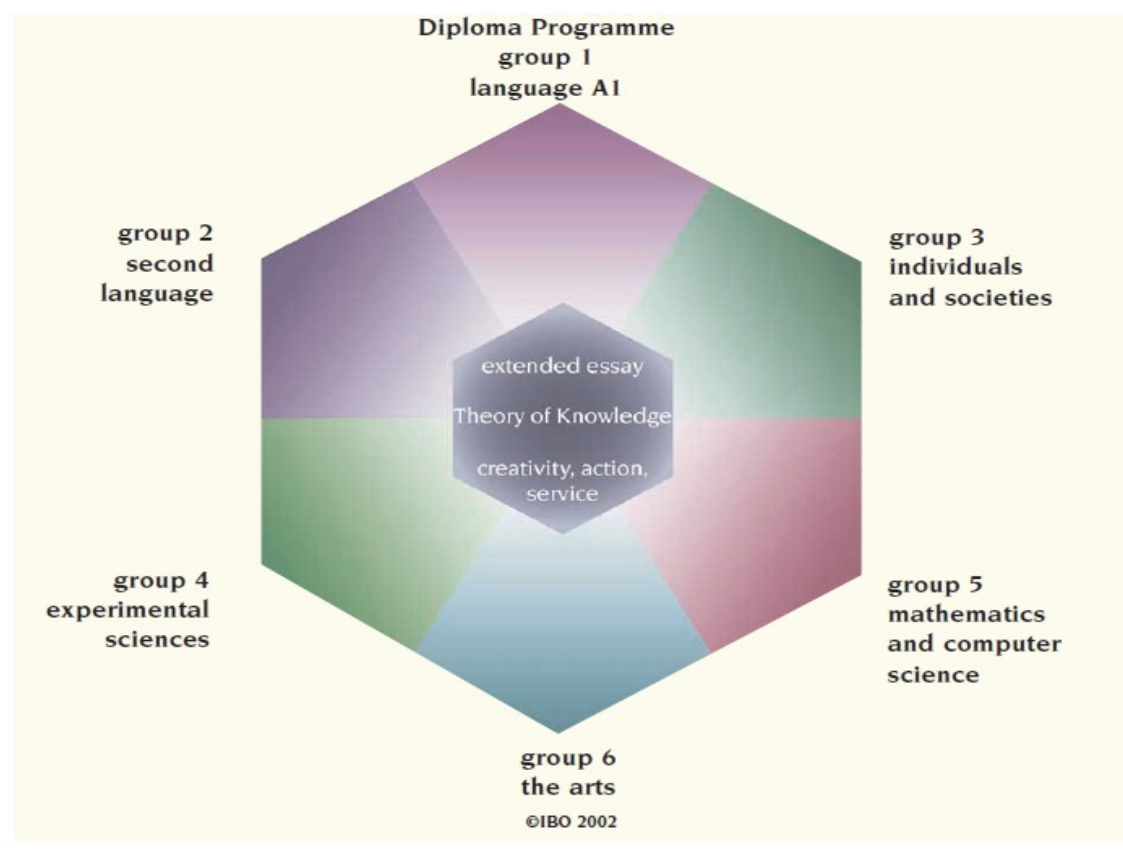 Diploma Programme
group 1
language A1
group 2
second
language
group 3
individuals
and societies
extended essay
Theory of Knowledge
creativity, action,
service
group 4
experimental
sciences
group 5
mathematics
and computer
science
group 6
the arts
©IBO 2002